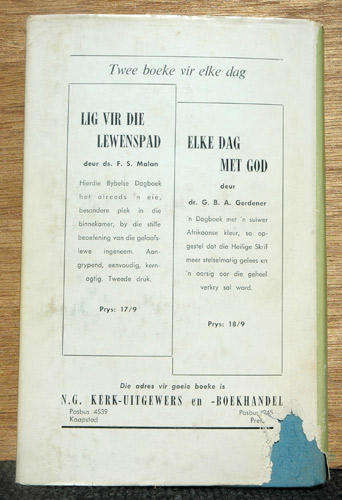 Twee boeke vir elke dag
LIG VIR DIE
LEWENSPAD
deur ds. F. S. Malan
Hierdie Bybelse Dagboek
het alreeds 'n eie,
besondere plek in die
binnekamer, by die stille
beoefening van die geloofs-
lewe ingeneem. Aan-
grypend, eenvoudig, kern-
agtig. Tweede druk.
Prys: 17/9
ELKE DAG
MET GOD
deur
dr. G. B. A. Gerdener
'n Dagboek met 'n suiwer
Afrikaanse kleur, so op-
gestel dat die Heilige Skrif
meer stelselmatig gelees en
'n oorsig oor die geheel
verkry sal word.
Prys: 18/9
Die adres vir goeie boeke is
N.G. KERK-UITGEWERS en -BOEKHANDEL
Posbus 4539
Kaapstad
Posbus